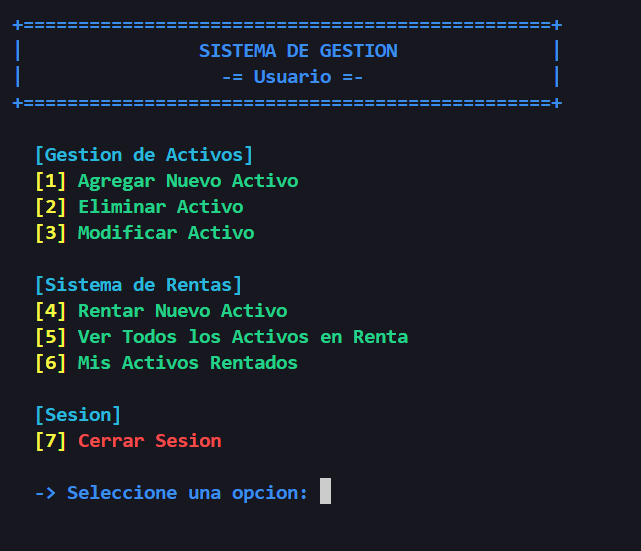 +================================================+
| SISTEMA DE GESTION |
| -= Usuario =- |
+================================================+
[Gestion de Activos]
[1] Agregar Nuevo Activo
[2] Eliminar Activo
[3] Modificar Activo
[Sistema de Rentas]
[4] Rentar Nuevo Activo
[5] Ver Todos los Activos en Renta
[6] Mis Activos Rentados
[Sesion]
[7] Cerrar Sesion
-> Seleccione una opcion: